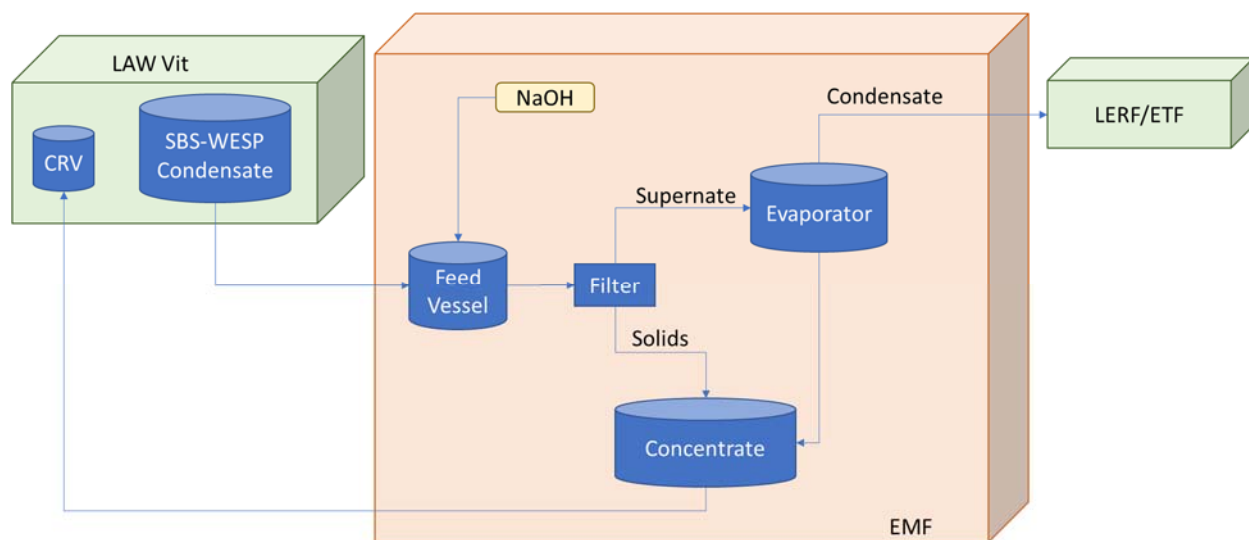 LAW Vit
CRV
SBS-WESP
Condensate
NaOH
Feed
Vessel
Filter
Supernate
Solids
Evaporator
Condensate
Concentrate
EMF
LERF/ETF